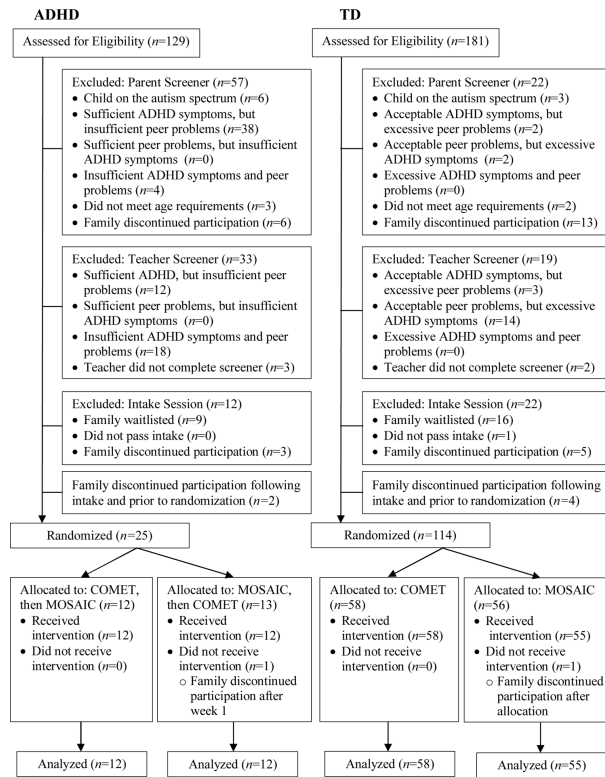 ADHD
Assessed for Eligibility (n=129)
Excluded: Parent Screener (n=57)
• Child on the autism spectrum (n=6)
• Sufficient ADHD symptoms, but
insufficient peer problems (n=38)
• Sufficient peer problems, but insufficient
ADHD symptoms (n=0)
• Insufficient ADHD symptoms and peer
problems (n=4)
• Did not meet age requirements (n=3)
• Family discontinued participation (n=6)
Excluded: Teacher Screener (n=33)
• Sufficient ADHD, but insufficient peer
problems (n=12)
• Sufficient peer problems, but insufficient
ADHD symptoms (n=0)
• Insufficient ADHD symptoms and peer
problems (n=18)
• Teacher did not complete screener (n=3)
Excluded: Intake Session (n=12)
• Family waitlisted (n=9)
• Did not pass intake (n=0)
• Family discontinued participation (n=3)
Family discontinued participation following
intake and prior to randomization (n=2)
Randomized (n=25)
Allocated to: COMET,
then MOSAIC (n=12)
• Received
intervention (n=12)
• Did not receive
intervention (n=0)
Allocated to: MOSAIC,
then COMET (n=13)
• Received
intervention (n=12)
• Did not receive
intervention (n=1)
o Family discontinued
participation after
week 1
Analyzed (n=12)
Analyzed (n=12)
TD
Assessed for Eligibility (n=181)
Excluded: Parent Screener (n=22)
• Child on the autism spectrum (n=3)
• Acceptable ADHD symptoms, but
excessive peer problems (n=2)
• Acceptable peer problems, but excessive
ADHD symptoms (n=2)
• Excessive ADHD symptoms and peer
problems (n=0)
• Did not meet age requirements (n=2)
• Family discontinued participation (n=13)
Excluded: Teacher Screener (n=19)
• Acceptable ADHD symptoms, but
excessive peer problems (n=3)
• Acceptable peer problems, but excessive
ADHD symptoms (n=14)
• Excessive ADHD symptoms and peer
problems (n=0)
• Teacher did not complete screener (n=2)
Excluded: Intake Session (n=22)
• Family waitlisted (n=16)
• Did not pass intake (n=1)
• Family discontinued participation (n=5)
Family discontinued participation following
intake and prior to randomization (n=4)
Randomized (n=114)
Allocated to: COMET
(n=58)
• Received
intervention (n=58)
• Did not receive
intervention (n=0)
Allocated to: MOSAIC
(n=56)
• Received
intervention (n=55)
• Did not receive
intervention (n=1)
o Family discontinued
participation after
allocation
Analyzed (n=58)
Analyzed (n=55)